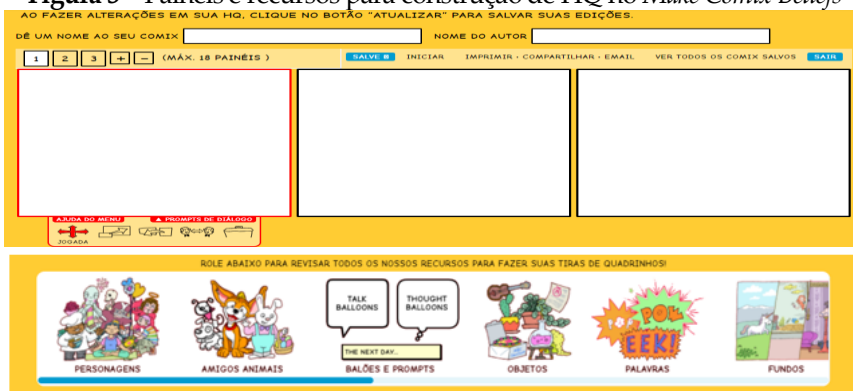 Figura 3 – Painéis e recursos para construção de HQ no Make Comix Beliefs
AO FAZER ALTERAÇÕES EM SUA HQ, CLIQUE NO BOTÃO "ATUALIZAR" PARA SALVAR SUAS EDIÇÕES.
DÊ UM NOME AO SEU COMIX NOME DO AUTOR
1 2 3 + − (MÁX. 18 PAINÉIS ) SALVE INICIAR IMPRIMIR · COMPARTILHAR · EMAIL VER TODOS OS COMIX SALVOS SAIR
AJUDA DO MENU ▲ PROMPTS DE DIÁLOGO
JOGADA
ROLE ABAIXO PARA REVISAR TODOS OS NOSSOS RECURSOS PARA FAZER SUAS TIRAS DE QUADRINHOS!
TALK BALLOONS
THOUGHT BALLOONS
THE NEXT DAY...
POW
EEK!
PERSONAGENS AMIGOS ANIMAIS BALÕES E PROMPTS OBJETOS PALAVRAS FUNDOS